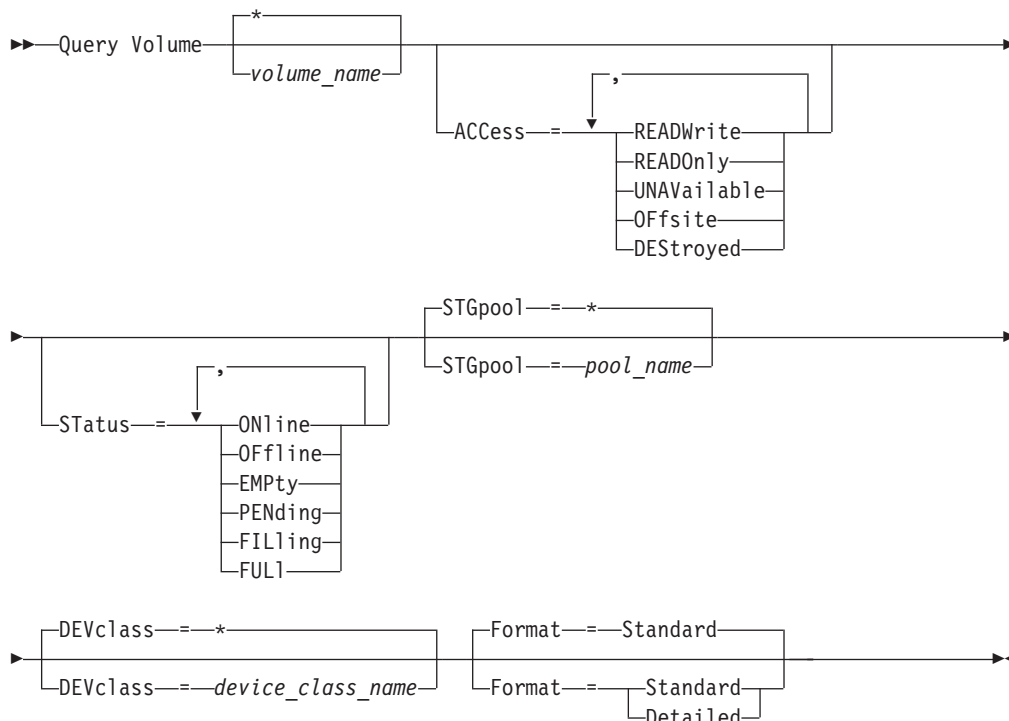 *
Query Volume
volume_name
,
ACCess = READWrite
READOnly
UNAVailable
OFfsite
DEStroyed
STGpool = *
STGpool = pool_name
,
STatus = ONline
OFfline
EMPty
PENding
FILling
FULl
DEVclass = *
DEVclass = device_class_name
Format = Standard
Format = Standard
Detailed